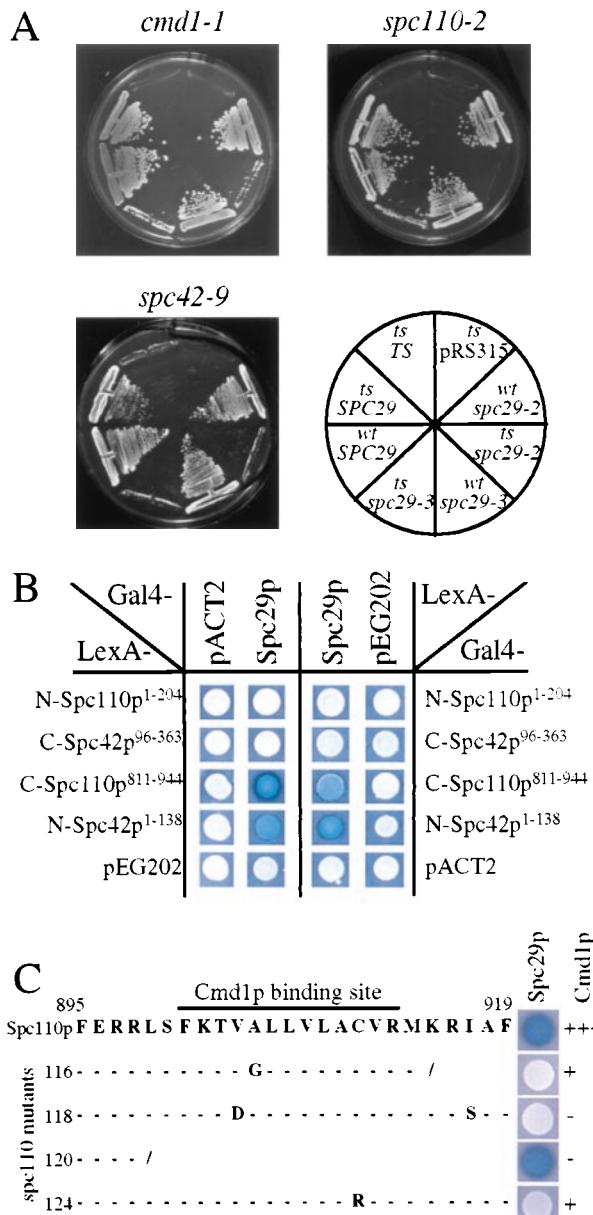 A
cmd1-1
spc110-2
spc42-9
ts TS
ts pRS315
ts SPC29
wt spc29-2
wt SPC29
ts spc29-2
ts spc29-3
wt spc29-3
B
Gal4-
LexA-
pACT2
Spc29p
Spc29p
pEG202
LexA-
Gal4-
N-Spc110p1-204
N-Spc110p1-204
C-Spc42p96-363
C-Spc42p96-363
C-Spc110p811-944
C-Spc110p811-944
N-Spc42p1-138
N-Spc42p1-138
pEG202
pACT2
C
Spc29p
Cmd1p
895
Cmd1p binding site
919
Spc110p F E R R L S F K T V A L L V L A C V R M K R I A F ++
spc110 mutants
116 - - - - - - - - - - G - - - - - - - - - / +
118 - - - - - - - - - D - - - - - - - - - - - - S - - -
120 - - - - / -
124 - - - - - - - - - - - - - - - - R - - - - - - - - +